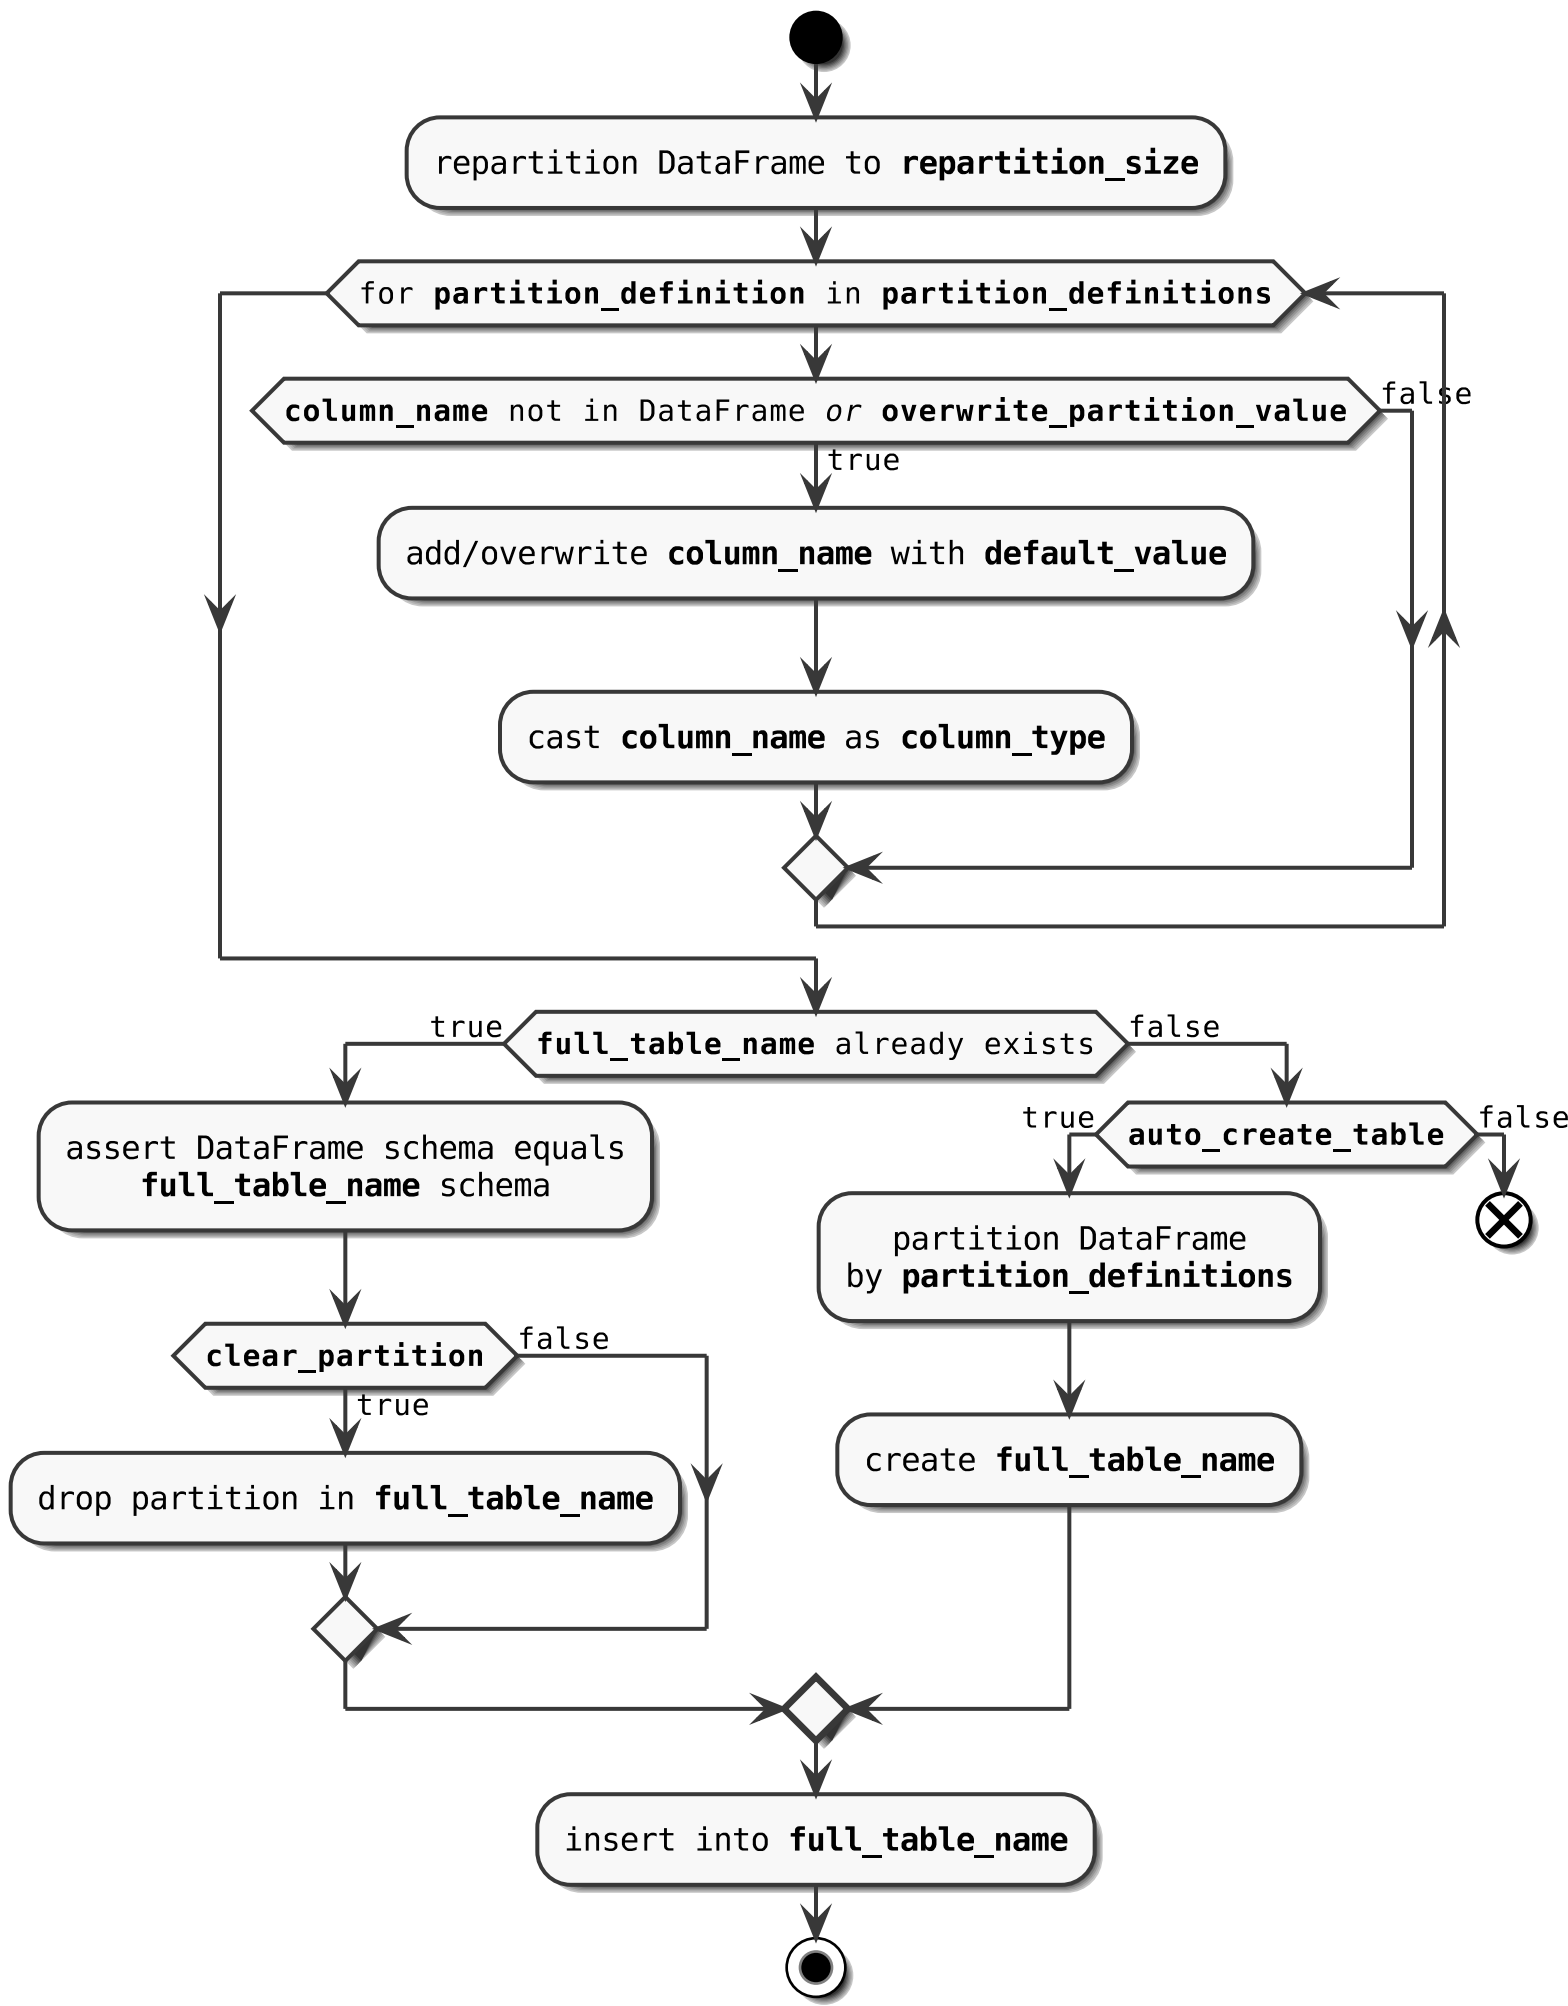 repartition DataFrame to repartition_size
for partition_definition in partition_definitions
column_name not in DataFrame or overwrite_partition_value
false
true
add/overwrite column_name with default_value
cast column_name as column_type
true
full_table_name already exists
false
assert DataFrame schema equals
full_table_name schema
true
auto_create_table
false
partition DataFrame
by partition_definitions
clear_partition
false
true
create full_table_name
drop partition in full_table_name
insert into full_table_name